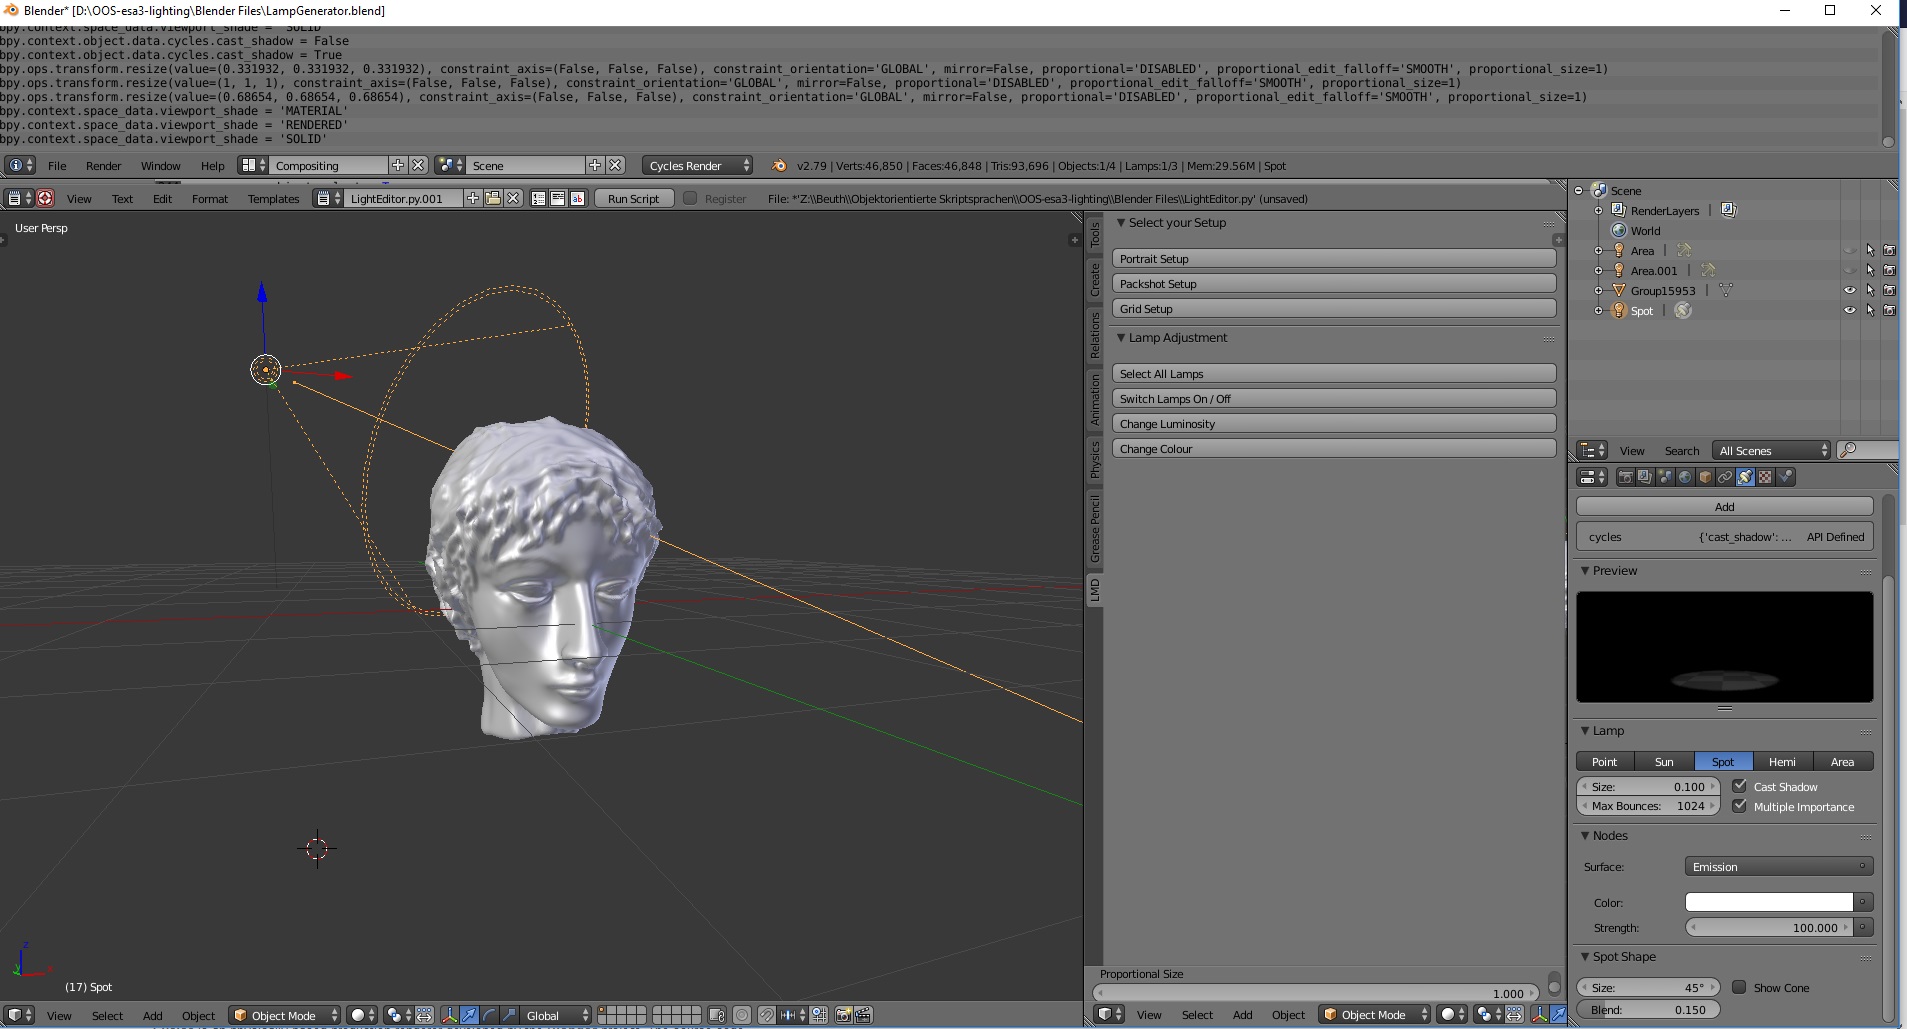 Blender* [D:\OOS-esa3-lighting\Blender Files\LampGenerator.blend]
bpy.context.space_data.viewport_shade = 'SOLID'
bpy.context.object.data.cycles.cast_shadow = False
bpy.context.object.data.cycles.cast_shadow = True
bpy.ops.transform.resize(value=(0.331932, 0.331932, 0.331932), constraint_axis=(False, False, False), constraint_orientation='GLOBAL', mirror=False, proportional='DISABLED', proportional_edit_falloff='SMOOTH', proportional_size=1)
bpy.ops.transform.resize(value=(1, 1, 1), constraint_axis=(False, False, False), constraint_orientation='GLOBAL', mirror=False, proportional='DISABLED', proportional_edit_falloff='SMOOTH', proportional_size=1)
bpy.ops.transform.resize(value=(0.68654, 0.68654, 0.68654), constraint_axis=(False, False, False), constraint_orientation='GLOBAL', mirror=False, proportional='DISABLED', proportional_edit_falloff='SMOOTH', proportional_size=1)
bpy.context.space_data.viewport_shade = 'MATERIAL'
bpy.context.space_data.viewport_shade = 'RENDERED'
bpy.context.space_data.viewport_shade = 'SOLID'
File Render Window Help Compositing Scene Cycles Render v2.79 | Verts:46,850 | Faces:46,848 | Tris:93,696 | Objects:1/4 | Lamps:1/3 | Mem:29.56M | Spot
View Text Edit Format Templates LightEditor.py.001 Run Script Register File: *'Z:\\Beuth\\Objektorientierte Skriptsprachen\\OOS-esa3-lighting\\Blender Files\\LightEditor.py' (unsaved)
User Persp
(17) Spot
View Select Add Object Object Mode Global
Tools
Create
Relations
Animation
Physics
Grease Pencil
LMD
Select your Setup
Portrait Setup
Packshot Setup
Grid Setup
Lamp Adjustment
Select All Lamps
Switch Lamps On / Off
Change Luminosity
Change Colour
Proportional Size
1.000
View Select Add Object Object Mode
Scene
RenderLayers
World
Area
Area.001
Group15953
Spot
View Search All Scenes
Add
cycles {'cast_shadow': ... API Defined
Preview
Lamp
Point Sun Spot Hemi Area
Size: 0.100 Cast Shadow
Max Bounces: 1024 Multiple Importance
Nodes
Surface: Emission
Color:
Strength: 100.000
Spot Shape
Size: 45° Show Cone
Blend: 0.150